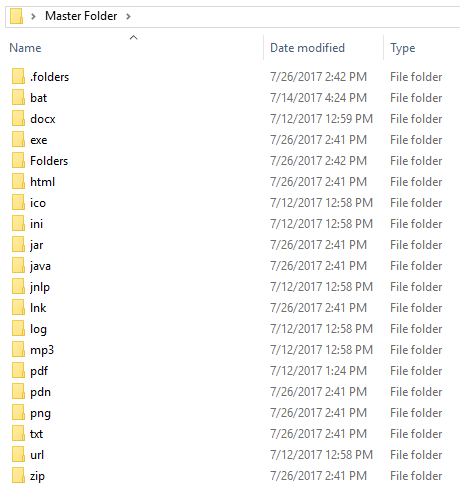 Master Folder
Name Date modified Type
.folders 7/26/2017 2:42 PM File folder
bat 7/14/2017 4:24 PM File folder
docx 7/12/2017 12:59 PM File folder
exe 7/26/2017 2:41 PM File folder
Folders 7/26/2017 2:42 PM File folder
html 7/26/2017 2:41 PM File folder
ico 7/12/2017 12:58 PM File folder
ini 7/12/2017 12:58 PM File folder
jar 7/26/2017 2:41 PM File folder
java 7/26/2017 2:41 PM File folder
jnlp 7/12/2017 12:58 PM File folder
lnk 7/26/2017 2:41 PM File folder
log 7/12/2017 12:58 PM File folder
mp3 7/12/2017 12:58 PM File folder
pdf 7/12/2017 1:24 PM File folder
pdn 7/26/2017 2:41 PM File folder
png 7/26/2017 2:41 PM File folder
txt 7/26/2017 2:41 PM File folder
url 7/12/2017 12:58 PM File folder
zip 7/26/2017 2:41 PM File folder